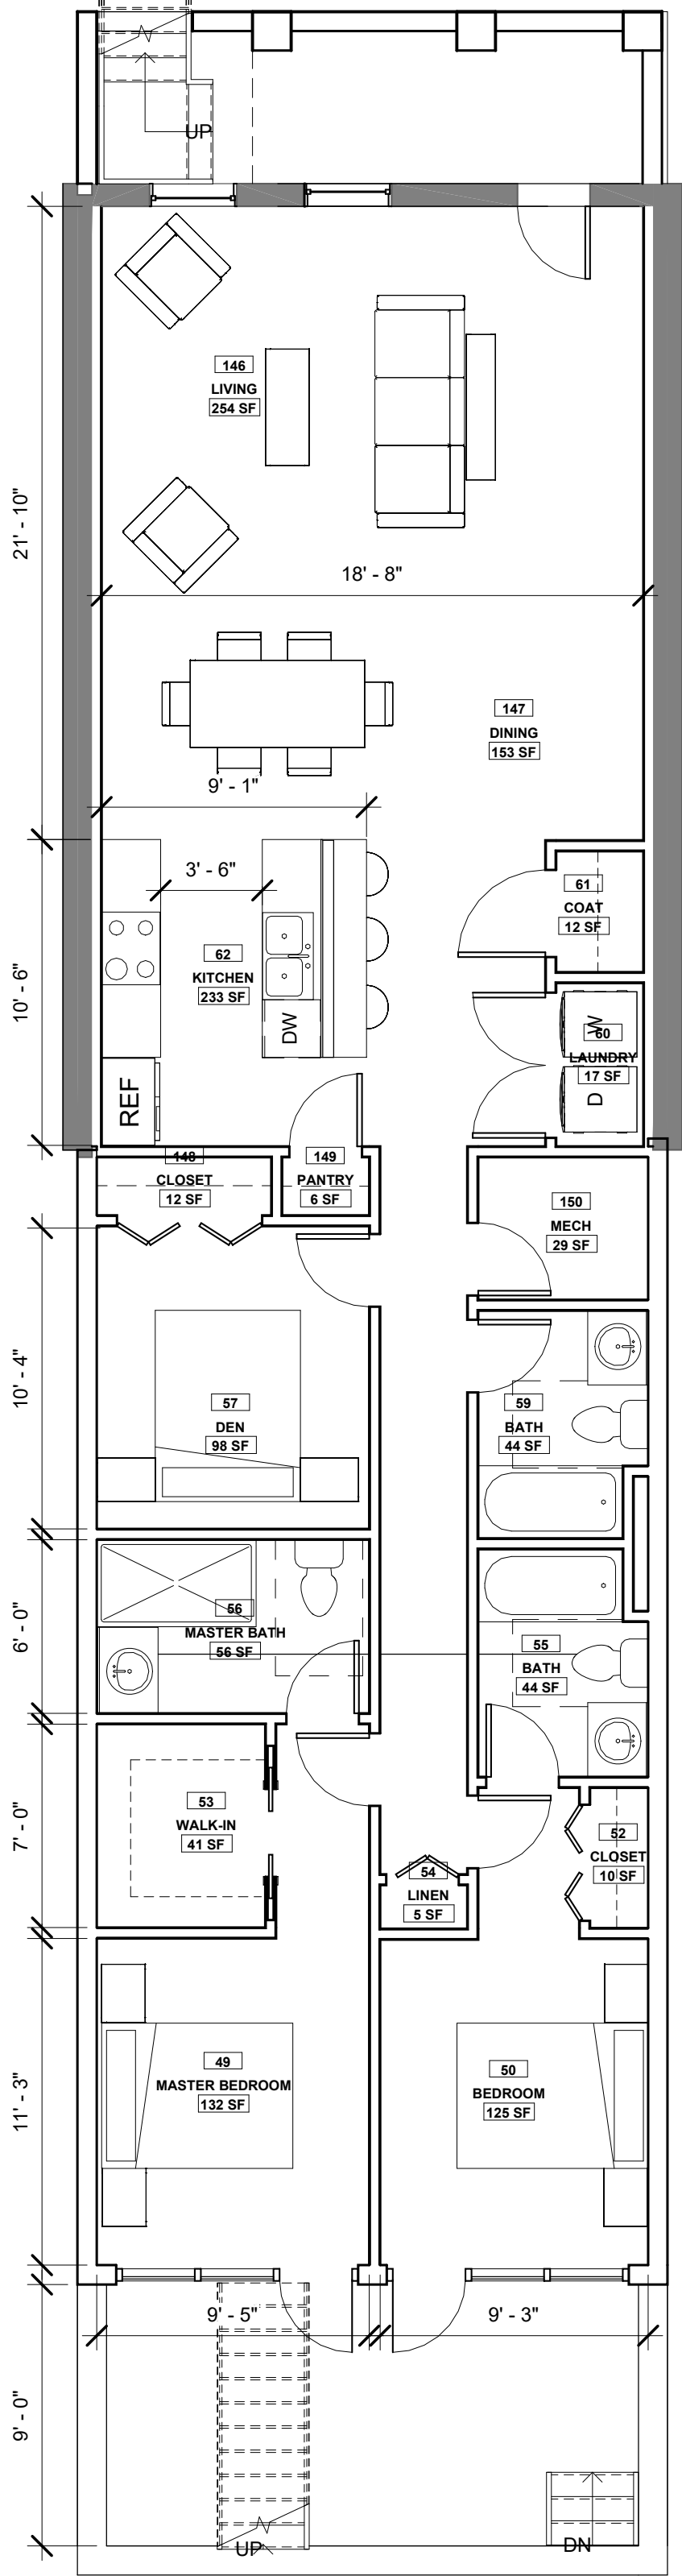 UP
146
LIVING
254 SF
21' - 10"
18' - 8"
147
DINING
153 SF
9' - 1"
3' - 6"
61
COAT
12 SF
62
KITCHEN
233 SF
10' - 6"
DW
W
60
LAUNDRY
17 SF
D
REF
148
CLOSET
12 SF
149
PANTRY
6 SF
150
MECH
29 SF
10' - 4"
57
DEN
98 SF
59
BATH
44 SF
6' - 0"
56
MASTER BATH
56 SF
55
BATH
44 SF
7' - 0"
53
WALK-IN
41 SF
52
CLOSET
10 SF
54
LINEN
5 SF
11' - 3"
49
MASTER BEDROOM
132 SF
50
BEDROOM
125 SF
9' - 5"
9' - 3"
9' - 0"
UP
DN